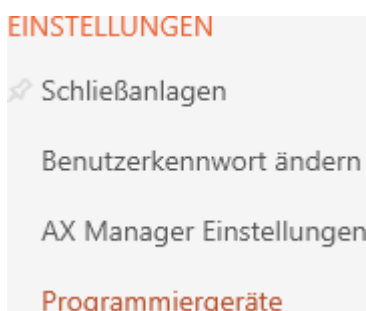 EINSTELLUNGEN
Schließanlagen
Benutzerkennwort ändern
AX Manager Einstellungen
Programmiergeräte